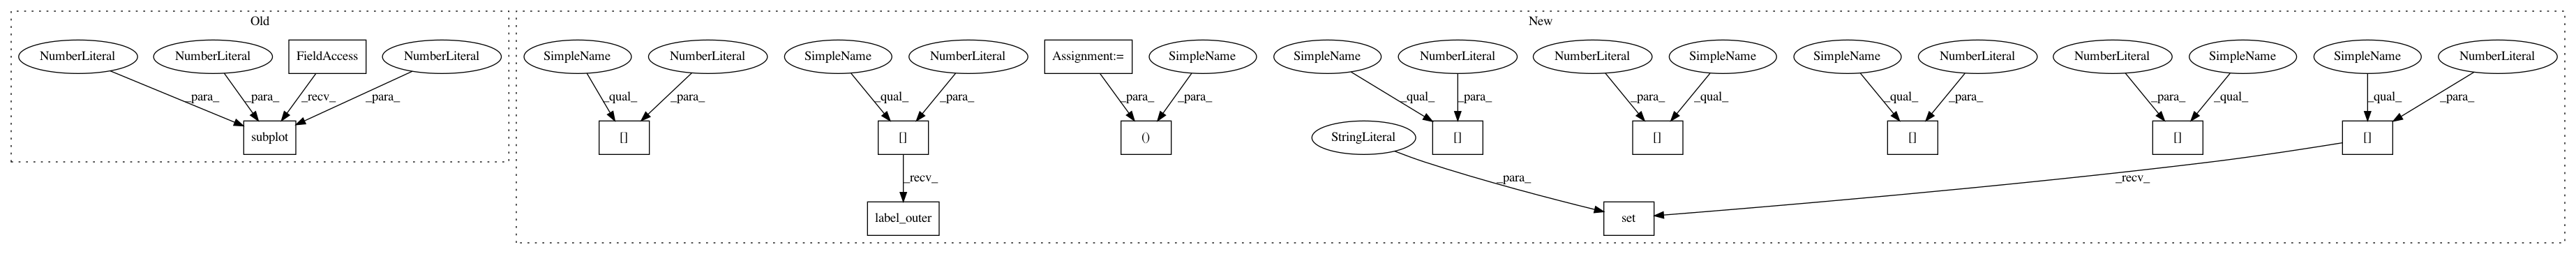 Old
New
NumberLiteral NumberLiteral FieldAccess NumberLiteral SimpleName NumberLiteral SimpleName NumberLiteral Assignment:= SimpleName SimpleName NumberLiteral NumberLiteral SimpleName SimpleName NumberLiteral NumberLiteral SimpleName SimpleName NumberLiteral
_para_ _para_ _recv_ _para_ _qual_ _para_ _qual_ _para_ _para_ _para_ _qual_ _para_ _para_ _qual_ _qual_ _para_ _para_ _qual_ _qual_ _para_
subplot [] [] () StringLiteral [] [] [] [] []
_recv_ _para_ _recv_
label_outer set